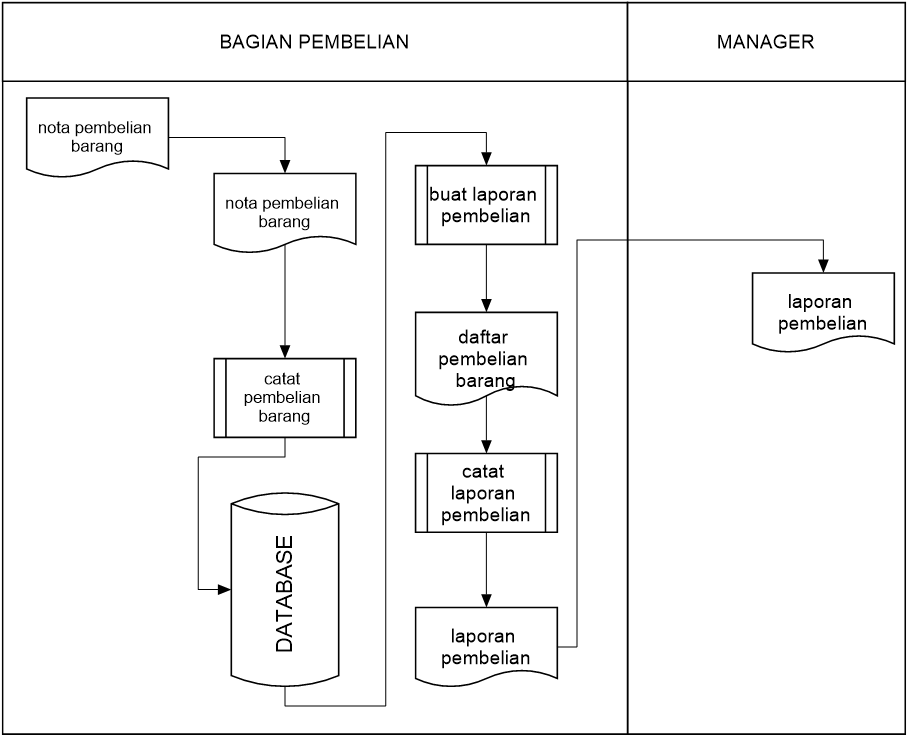 BAGIAN PEMBELIAN
MANAGER
nota pembelian
barang
nota pembelian
barang
catat
pembelian
barang
DATABASE
buat laporan
pembelian
daftar
pembelian
barang
catat
laporan
pembelian
laporan
pembelian
laporan
pembelian